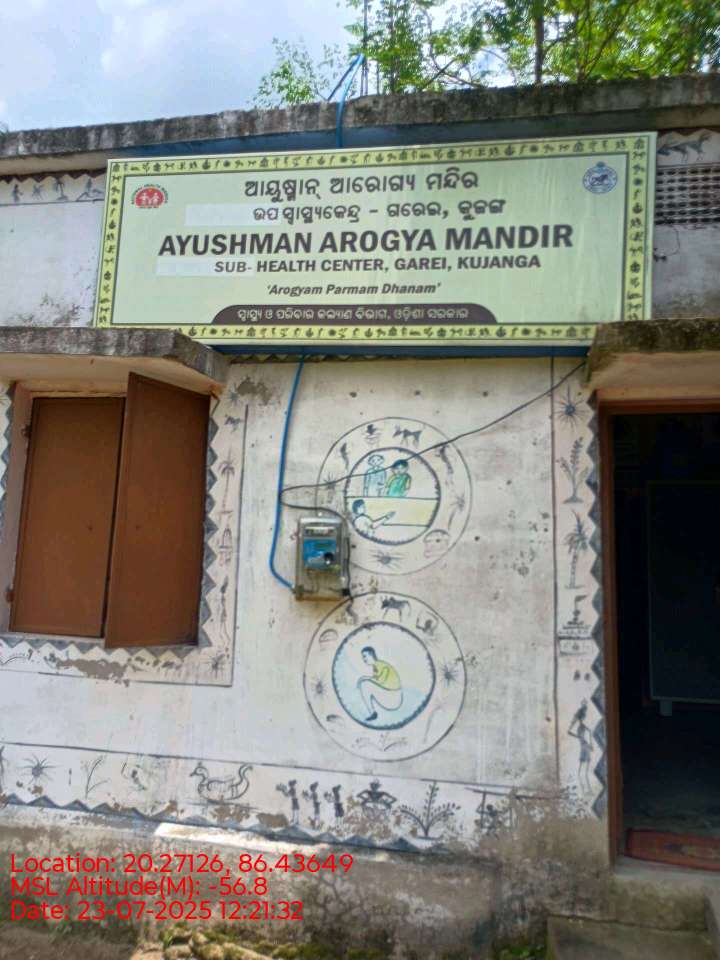 ଆୟୁଷ୍ମାନ୍ ଆରୋଗ୍ୟ ମନ୍ଦିର
ଉପ ସ୍ୱାସ୍ଥ୍ୟକେନ୍ଦ୍ର - ଗରେଇ, କୁଜଙ୍ଗ
AYUSHMAN AROGYA MANDIR
SUB- HEALTH CENTER, GAREI, KUJANGA
'Arogyam Parmam Dhanam'
ସ୍ୱାସ୍ଥ୍ୟ ଓ ପରିବାର କଲ୍ୟାଣ ବିଭାଗ, ଓଡ଼ିଶା ସରକାର
Location: 20.27126, 86.43649
MSL Altitude(M): -56.8
Date: 23-07-2025 12:21:32